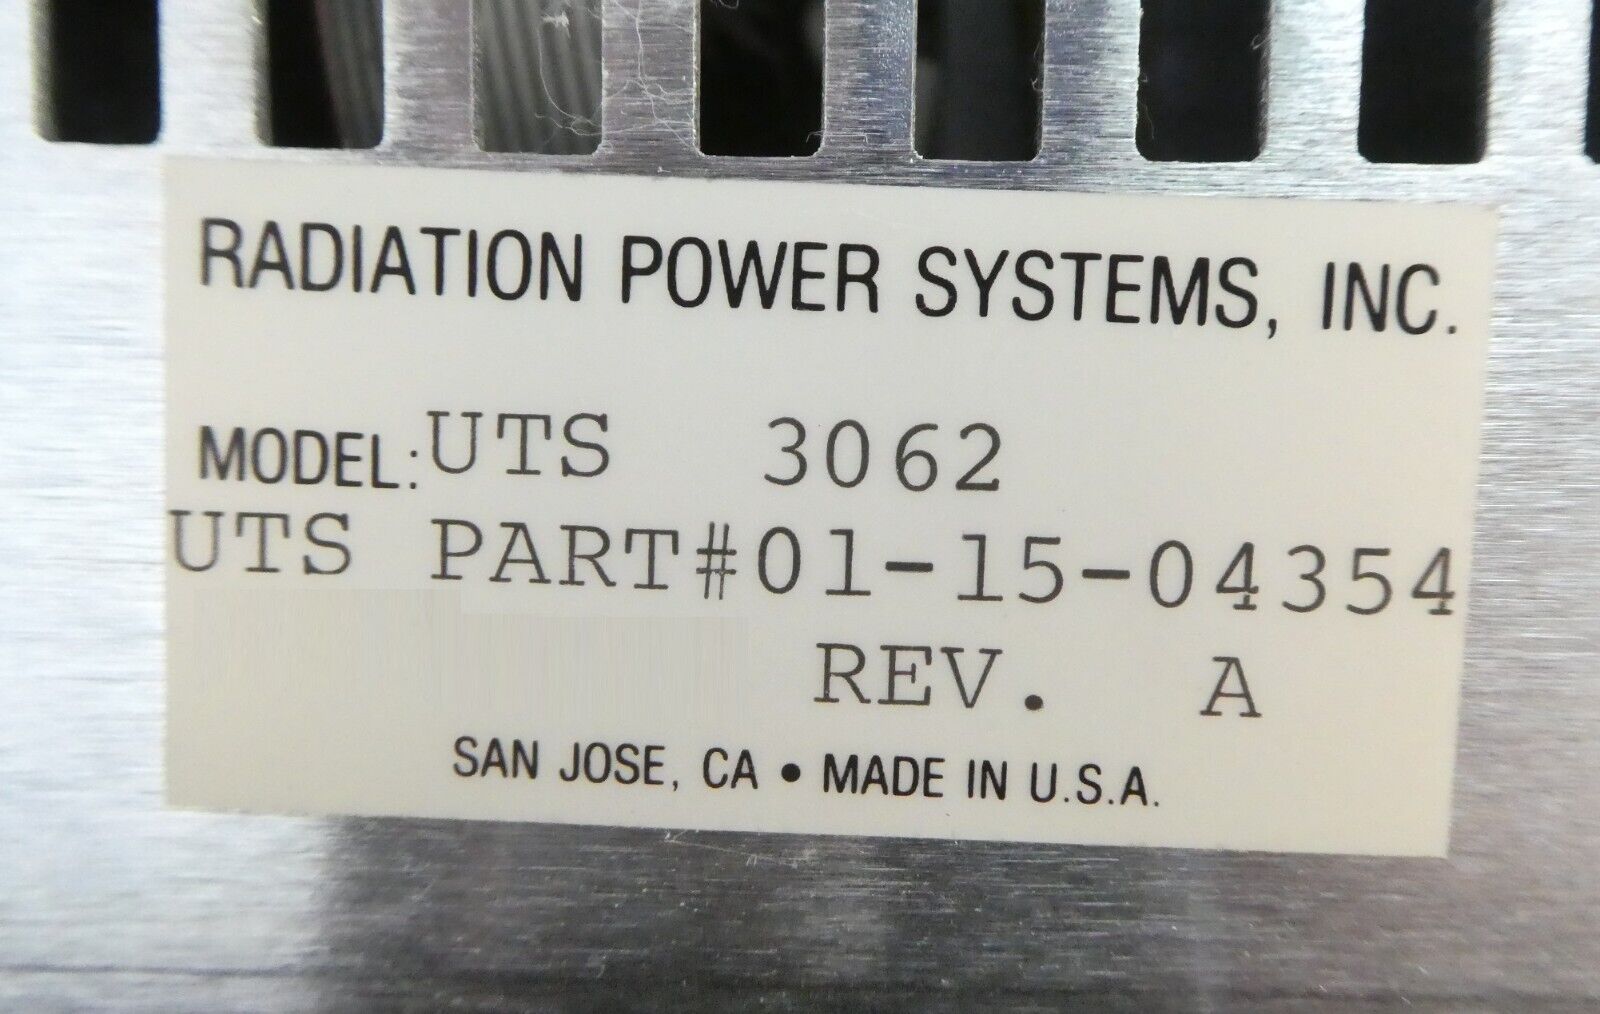 RADIATION POWER SYSTEMS, INC.
MODEL: UTS 3062
UTS PART#01-15-04354
REV. A
SAN JOSE, CA • MADE IN U.S.A.